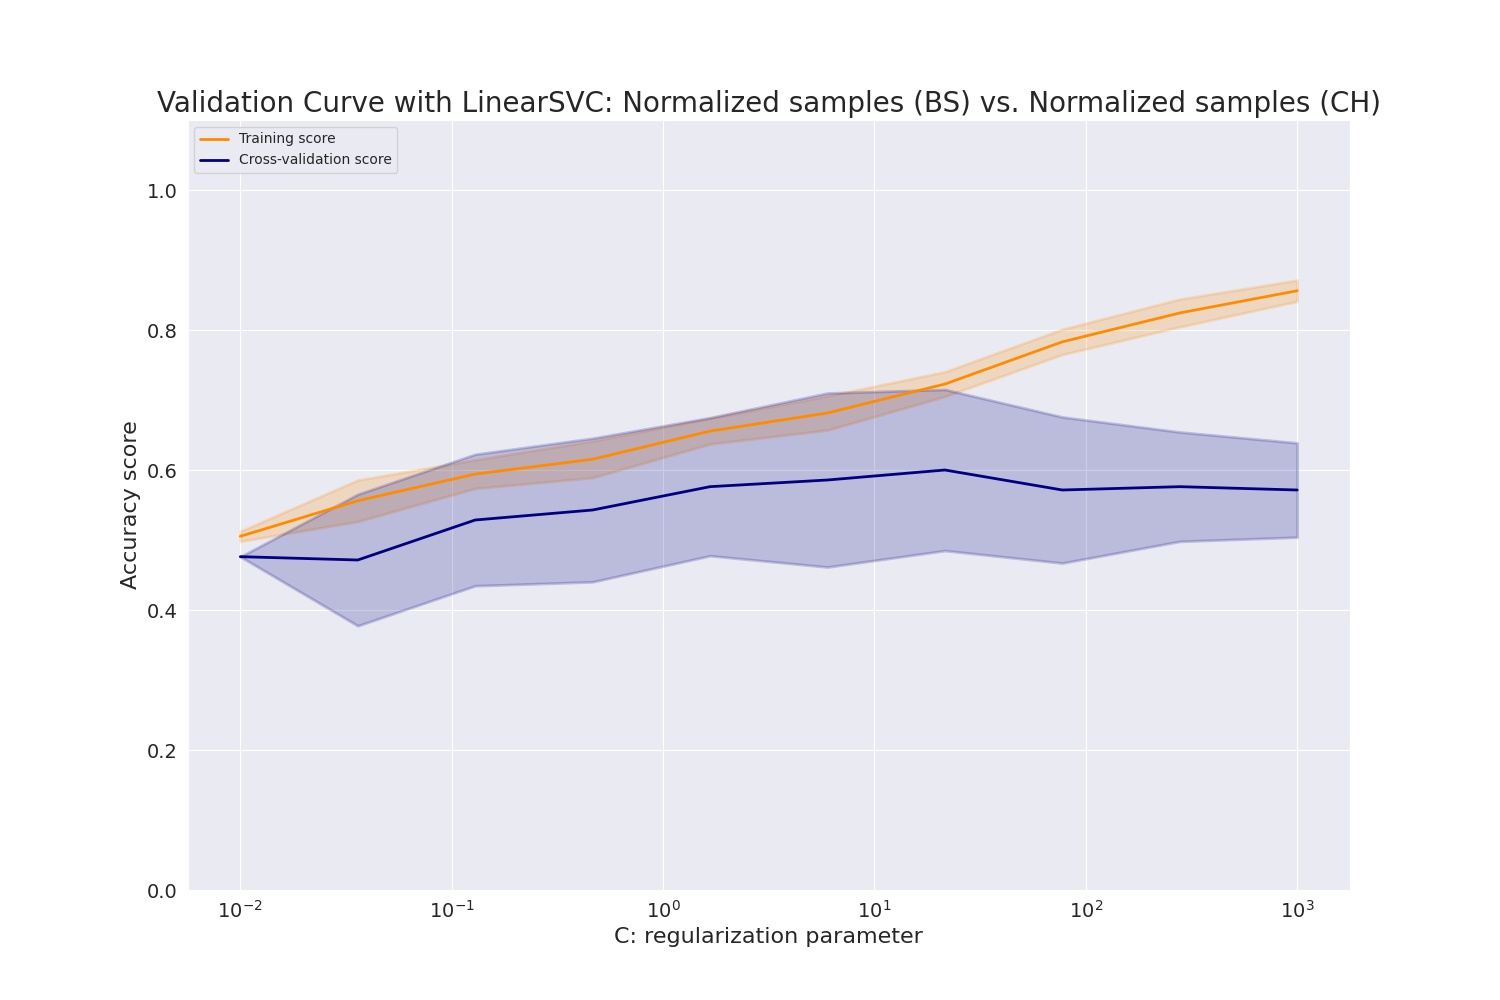 Validation Curve with LinearSVC: Normalized samples (BS) vs. Normalized samples (CH)
Training score
Cross-validation score
1.0
0.8
0.6
0.4
0.2
0.0
Accuracy score
10⁻² 10⁻¹ 10⁰ 10¹ 10² 10³
C: regularization parameter